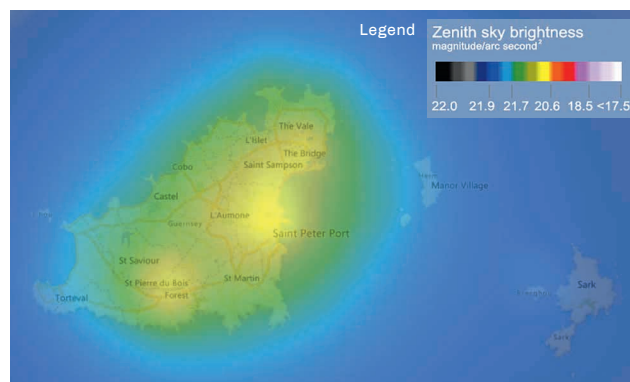 Legend
Zenith sky brightness
magnitude/arc second²
22.0 21.9 21.7 20.6 18.5 <17.5
The Vale
L'Islet
The Bridge
Saint Sampson
Cobo
Herm
Manor Village
Castel
L'Aumone
Guernsey
Saint Peter Port
St Saviour
St Martin
St Pierre du Bois
Forest
Torteval
Sark
Sark